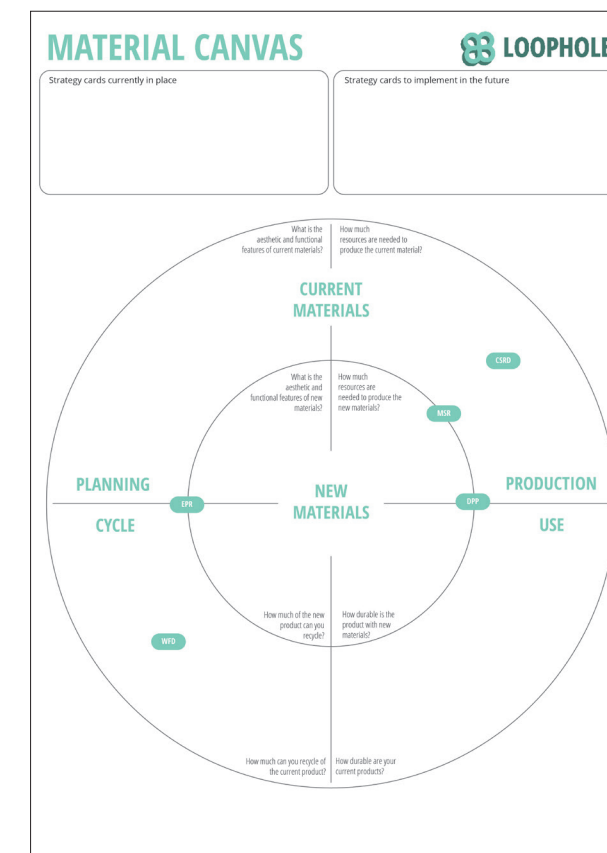 MATERIAL CANVAS
LOOPHOLE
Strategy cards currently in place
Strategy cards to implement in the future
What is the
aesthetic and functional
features of current materials?
How much
resources are needed to
produce the current material?
CURRENT
MATERIALS
CSRD
What is the
aesthetic and
functional features of new
materials?
How much
resources are
needed to produce the
new materials?
MSR
PLANNING
CYCLE
EPR
NEW
MATERIALS
DPP
PRODUCTION
USE
How much of the new
product can you
recycle?
How durable is the
product with new
materials?
WFD
How much can you recycle of
the current product?
How durable are your
current products?